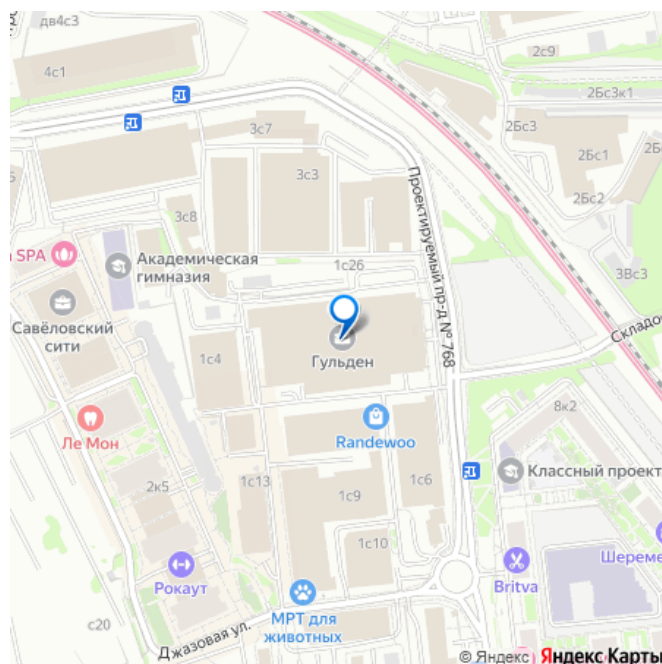 дв4с3
4с1
2с9
2Бс3к1
2Бс3
2Бс1
2Бс2
3с7
3с3
3с8
SPA
Академическая
гимназия
1с26
Проектируемый пр-д № 768
3Вс3
Савёловский
сити
1с4
Гульден
Складо
8к2
Ле Мон
Randewoo
2к5
1с13
1с9
1с6
Классный проект
1с10
Рокаут
Britva
Шереме
МРТ для
животных
с20
Джазовая ул.
© Яндекс Яндекс Карты